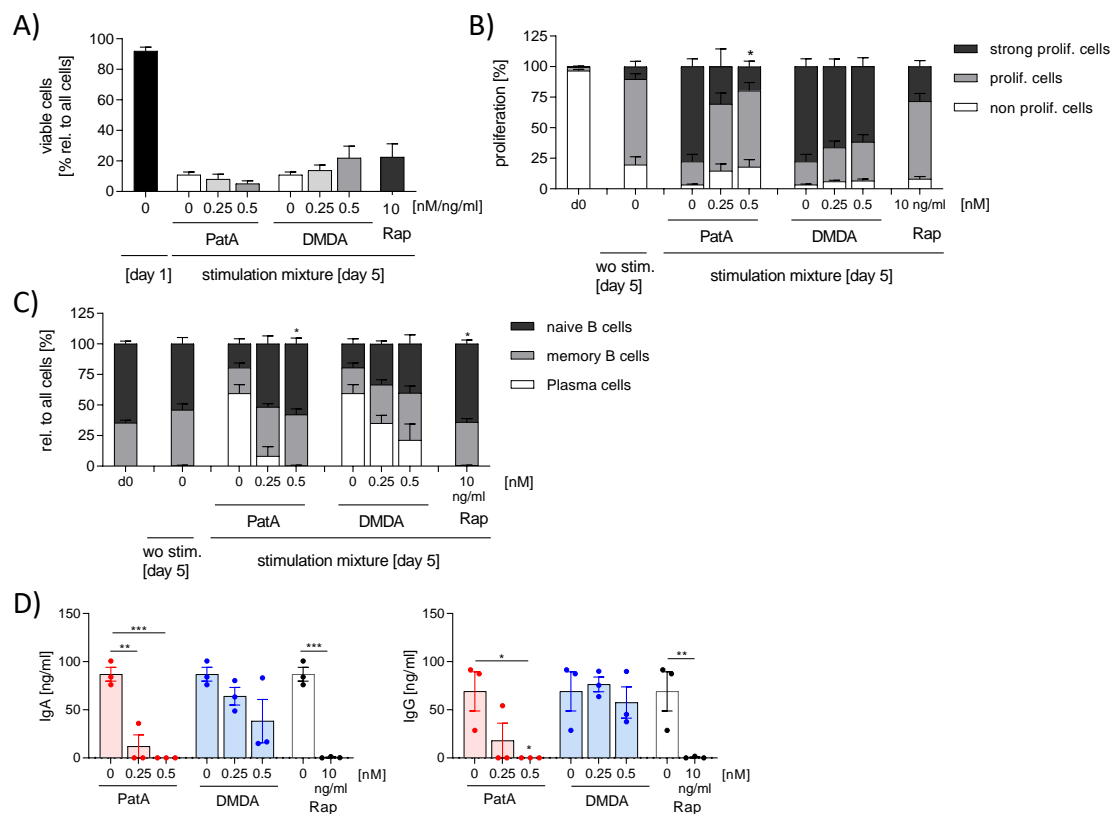 A)
viable cells
[% rel. to all cells]
100
80
60
40
20
0
0 0 0.25 0.5 0 0.25 0.5 10 [nM/ng/ml]
PatA DMDA Rap
[day 1] stimulation mixture [day 5]
B)
proliferation [%]
125
100
75
50
25
0
*
strong prolif. cells
prolif. cells
non prolif. cells
d0 0 0 0.25 0.5 0 0.25 0.5 10 ng/ml [nM]
PatA DMDA Rap
wo stim.
[day 5] stimulation mixture [day 5]
C)
rel. to all cells [%]
125
100
75
50
25
0
* *
naive B cells
memory B cells
Plasma cells
d0 0 0 0.25 0.5 0 0.25 0.5 10 [nM]
ng/ml
PatA DMDA Rap
wo stim.
[day 5] stimulation mixture [day 5]
D)
IgA [ng/ml]
150
100
50
0
***
** ***
0 0.25 0.5 0 0.25 0.5 0 10 [nM]
ng/ml
PatA DMDA Rap
IgG [ng/ml]
150
100
50
0
* **
*
0 0.25 0.5 0 0.25 0.5 0 10 [nM]
ng/ml
PatA DMDA Rap